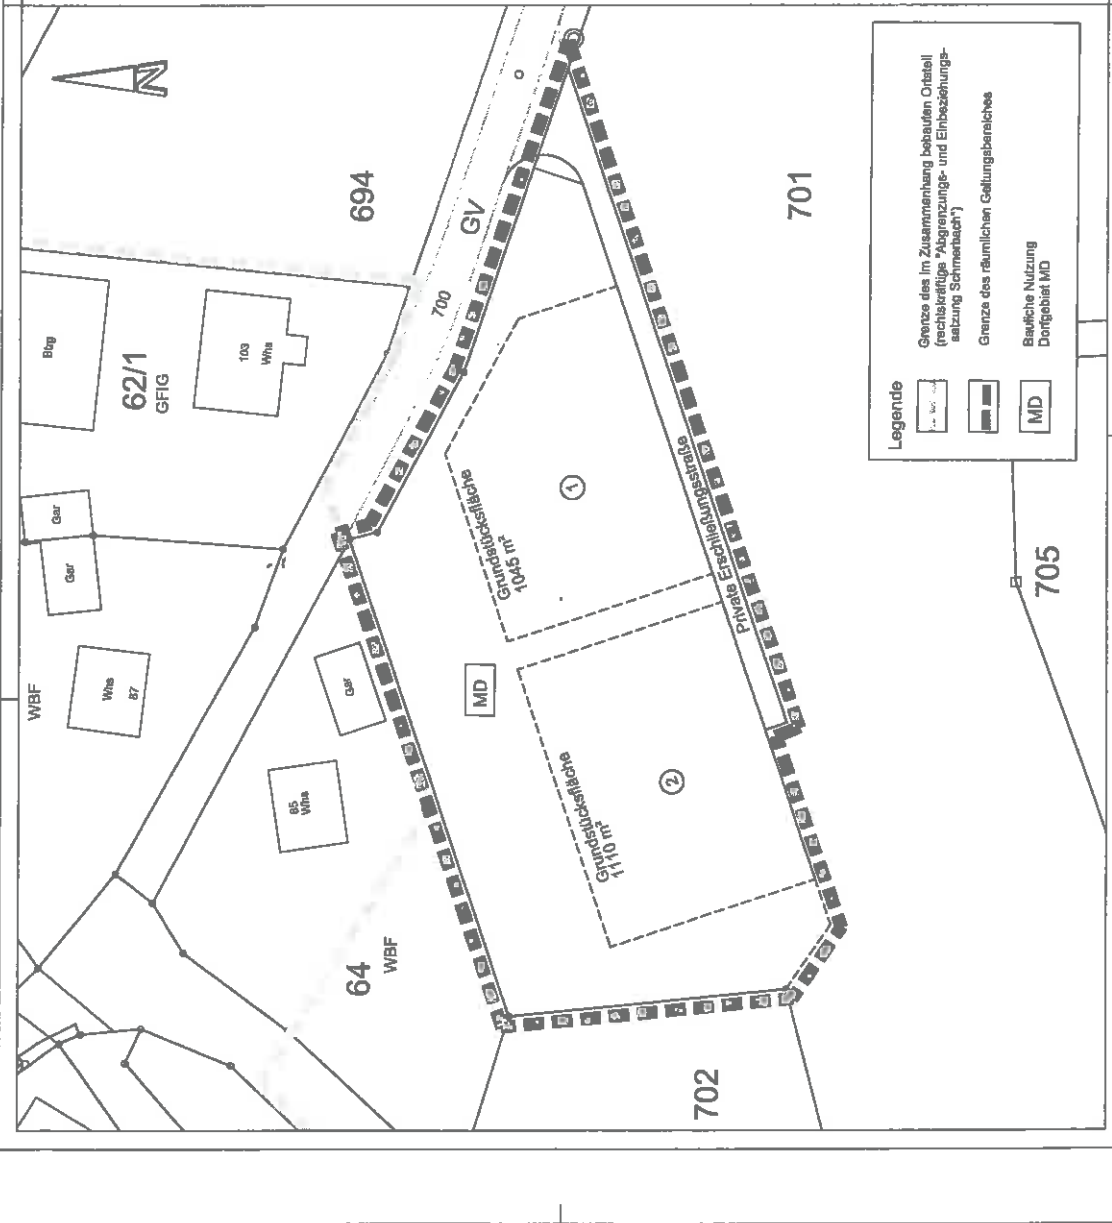 N
694
701
GV
700
Bbg
62/1
GFIG
103
Whs
Gar
Gar
WBF
Whs
87
Gar
85
Whs
64
WBF
702
705
MD
Grundstücksfläche
1045 m²
1
Grundstücksfläche
1110 m²
2
Private Erschließungsstraße
Legende
Grenze des im Zusammenhang bebauten Ortsteil
(rechtskräftige "Abgrenzungs- und Einbeziehungs-
satzung Schmerbach")
Grenze des räumlichen Geltungsbereiches
MD
Bauliche Nutzung
Dorfgebiet MD